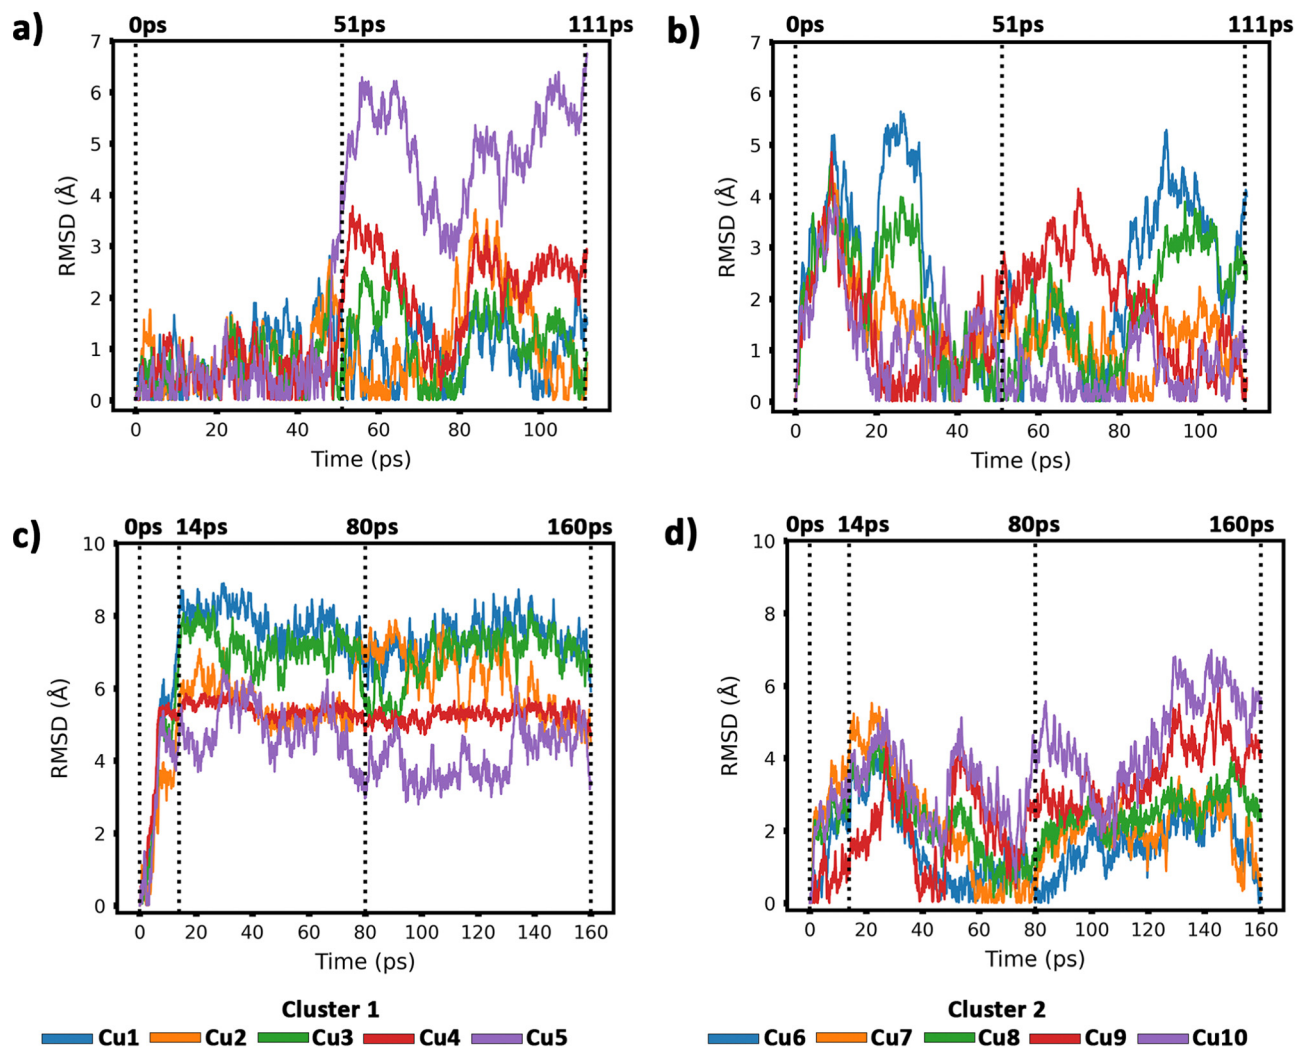 a)
0ps 51ps 111ps
7
6
5
4
3
2
1
0
RMSD (Å)
0 20 40 60 80 100
Time (ps)
b)
0ps 51ps 111ps
7
6
5
4
3
2
1
0
RMSD (Å)
0 20 40 60 80 100
Time (ps)
c)
0ps 14ps 80ps 160ps
10
8
6
4
2
0
RMSD (Å)
0 20 40 60 80 100 120 140 160
Time (ps)
d)
0ps 14ps 80ps 160ps
10
8
6
4
2
0
RMSD (Å)
0 20 40 60 80 100 120 140 160
Time (ps)
Cluster 1
Cu1 Cu2 Cu3 Cu4 Cu5
Cluster 2
Cu6 Cu7 Cu8 Cu9 Cu10